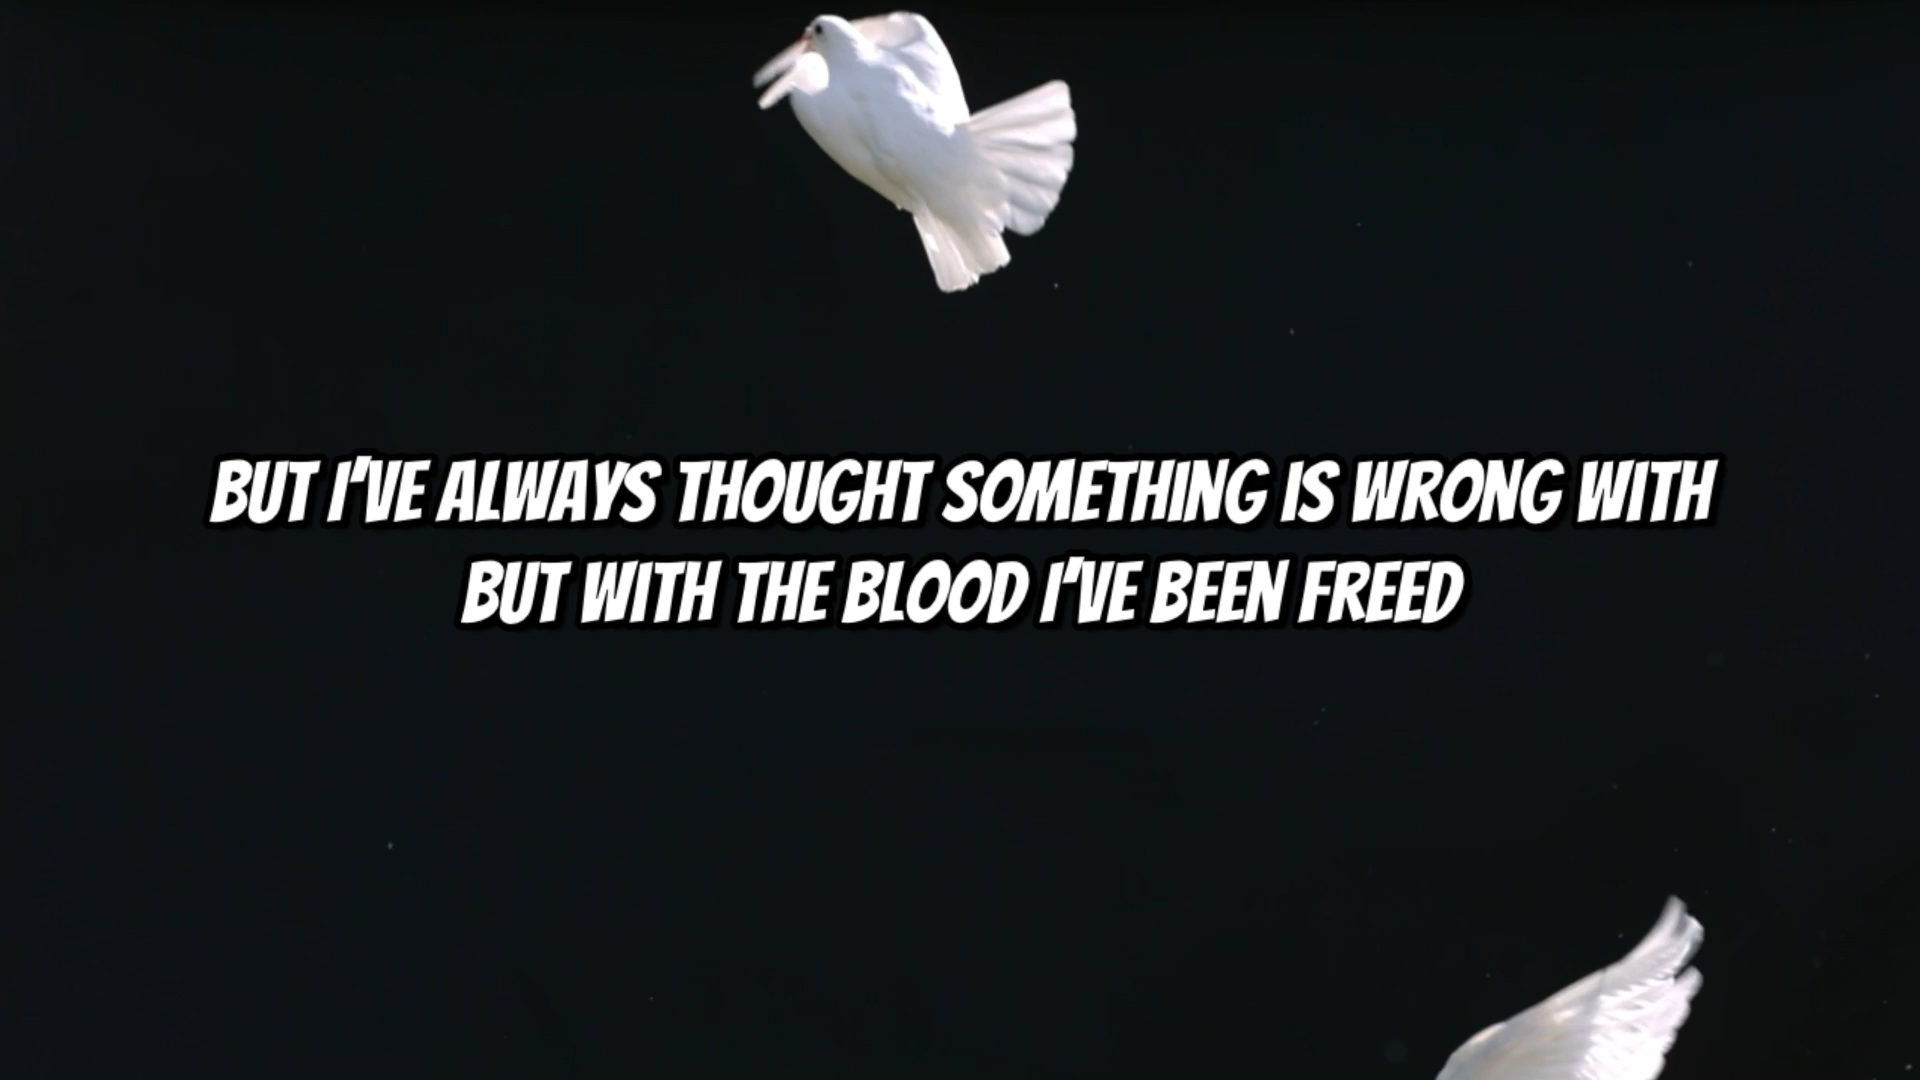 BUT I'VE ALWAYS THOUGHT SOMETHING IS WRONG WITH
BUT WITH THE BLOOD I'VE BEEN FREED